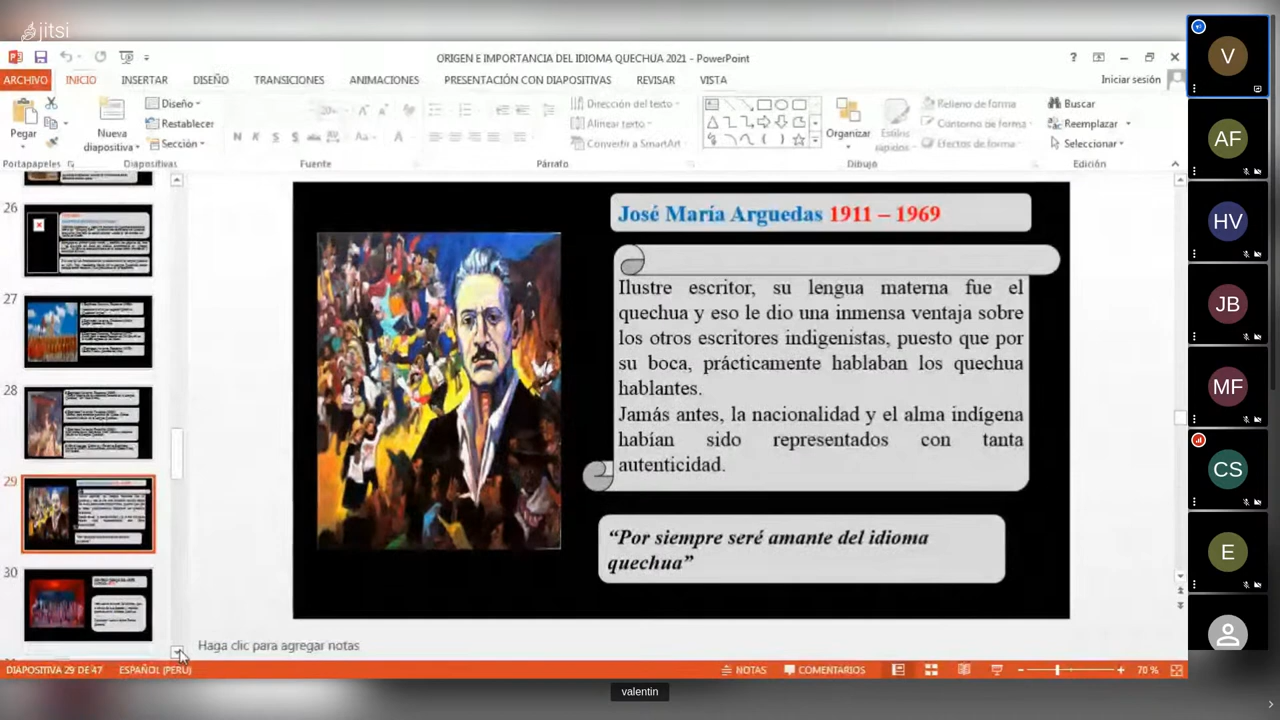 jitsi
ORIGEN E IMPORTANCIA DEL IDIOMA QUECHUA 2021 - PowerPoint
ARCHIVO INICIO INSERTAR DISEÑO TRANSICIONES ANIMACIONES PRESENTACIÓN CON DIAPOSITIVAS REVISAR VISTA
Iniciar sesión
Pegar
Portapapeles
Nueva
diapositiva
Diseño
Restablecer
Sección
Diapositivas
20
N K S S abc
Aa A
Fuente
Dirección del texto
Alinear texto
Convertir a SmartArt
Párrafo
Organizar
Estilos
rápidos
Relleno de forma
Contorno de forma
Efectos de forma
Dibujo
Buscar
Reemplazar
Seleccionar
Edición
26
27
28
29
30
José María Arguedas 1911 – 1969
Ilustre escritor, su lengua materna fue el
quechua y eso le dio una inmensa ventaja sobre
los otros escritores indigenistas, puesto que por
su boca, prácticamente hablaban los quechua
hablantes.
Jamás antes, la nacionalidad y el alma indígena
habían sido representados con tanta
autenticidad.
“Por siempre seré amante del idioma
quechua”
Haga clic para agregar notas
DIAPOSITIVA 29 DE 47 ESPAÑOL (PERÚ) NOTAS COMENTARIOS 70 %
valentin
V
AF
HV
JB
MF
CS
E